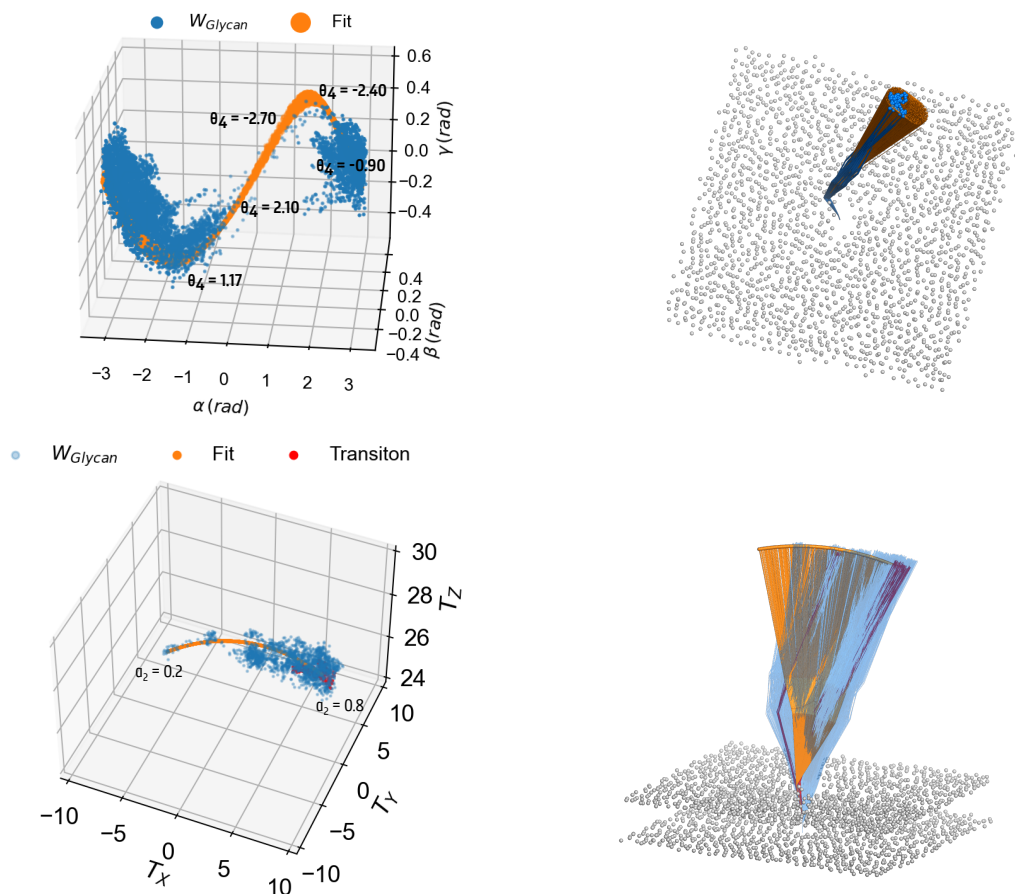 W_Glycan Fit
0.6
θ₄ = -2.40
0.4
θ₄ = -2.70
0.2
0.0
γ (rad)
θ₄ = -0.90
−0.2
θ₄ = 2.10
−0.4
θ₄ = 1.17
0.4
0.2
0.0
−0.2
−0.4
β (rad)
−3 −2 −1 0 1 2 3
α (rad)
W_Glycan Fit Transiton
30
28
T_Z
26
24
a₂ = 0.2
a₂ = 0.8
10
5
0
T_Y
−5
−10
−10
−5
0
5
10
T_X